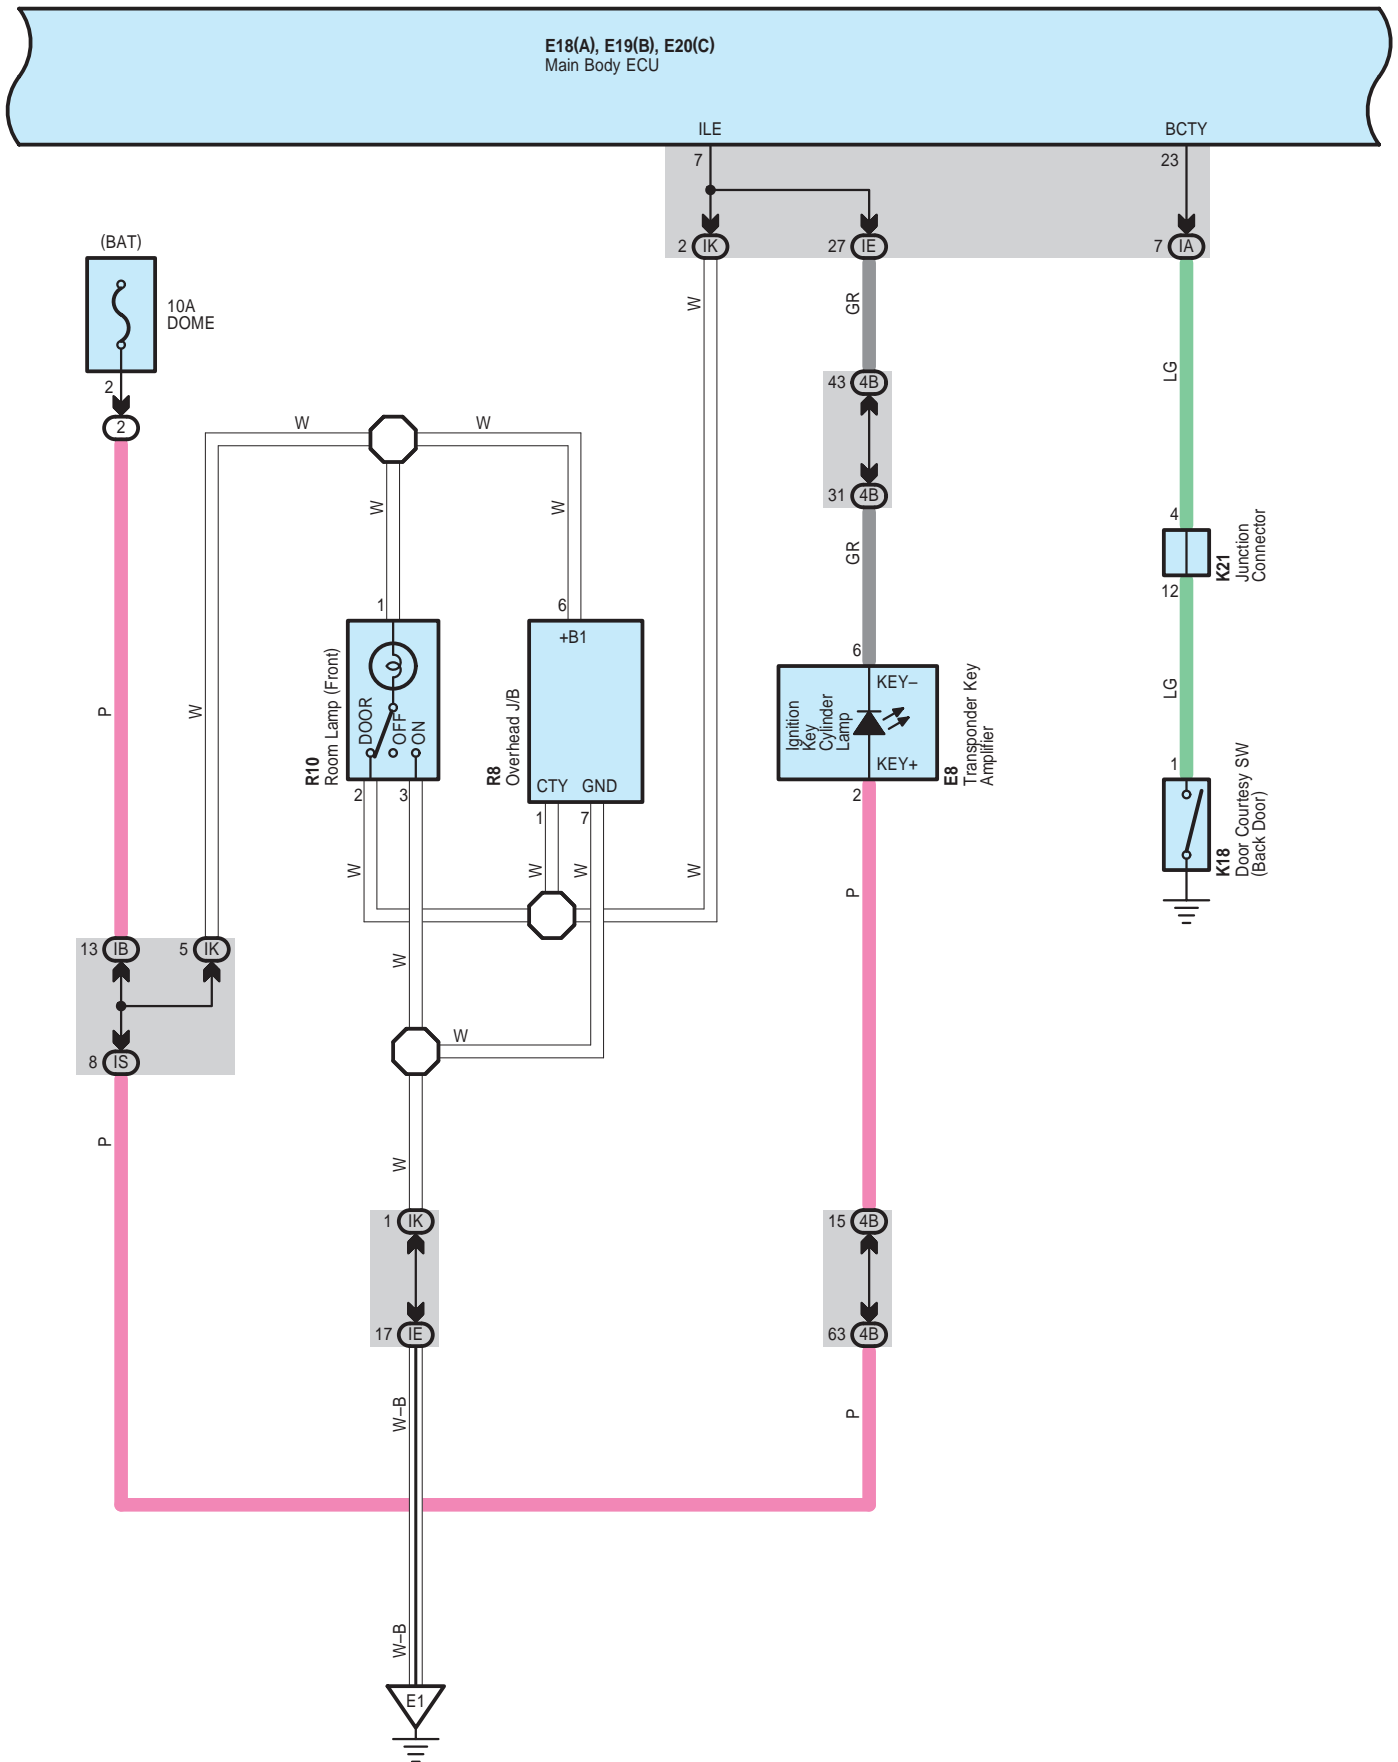 E18(A), E19(B), E20(C)
Main Body ECU
ILE
BCTY
7
23
2
IK
27
IE
7
IA
(BAT)
10A
DOME
2
2
W
GR
LG
43
4B
31
4B
W
W
W
W
GR
4
K21
Junction
Connector
12
1
R10
Room Lamp (Front)
DOOR
OFF
ON
2
3
6
+B1
R8
Overhead J/B
CTY
GND
1
7
6
KEY–
Ignition
Key
Cylinder
Lamp
KEY+
E8
Transponder Key
Amplifier
2
LG
1
K18
Door Courtesy SW
(Back Door)
P
W
W
W
W
W
P
13
IB
5
IK
8
IS
W
W
P
W
1
IK
17
IE
15
4B
63
4B
W–B
P
W–B
E1